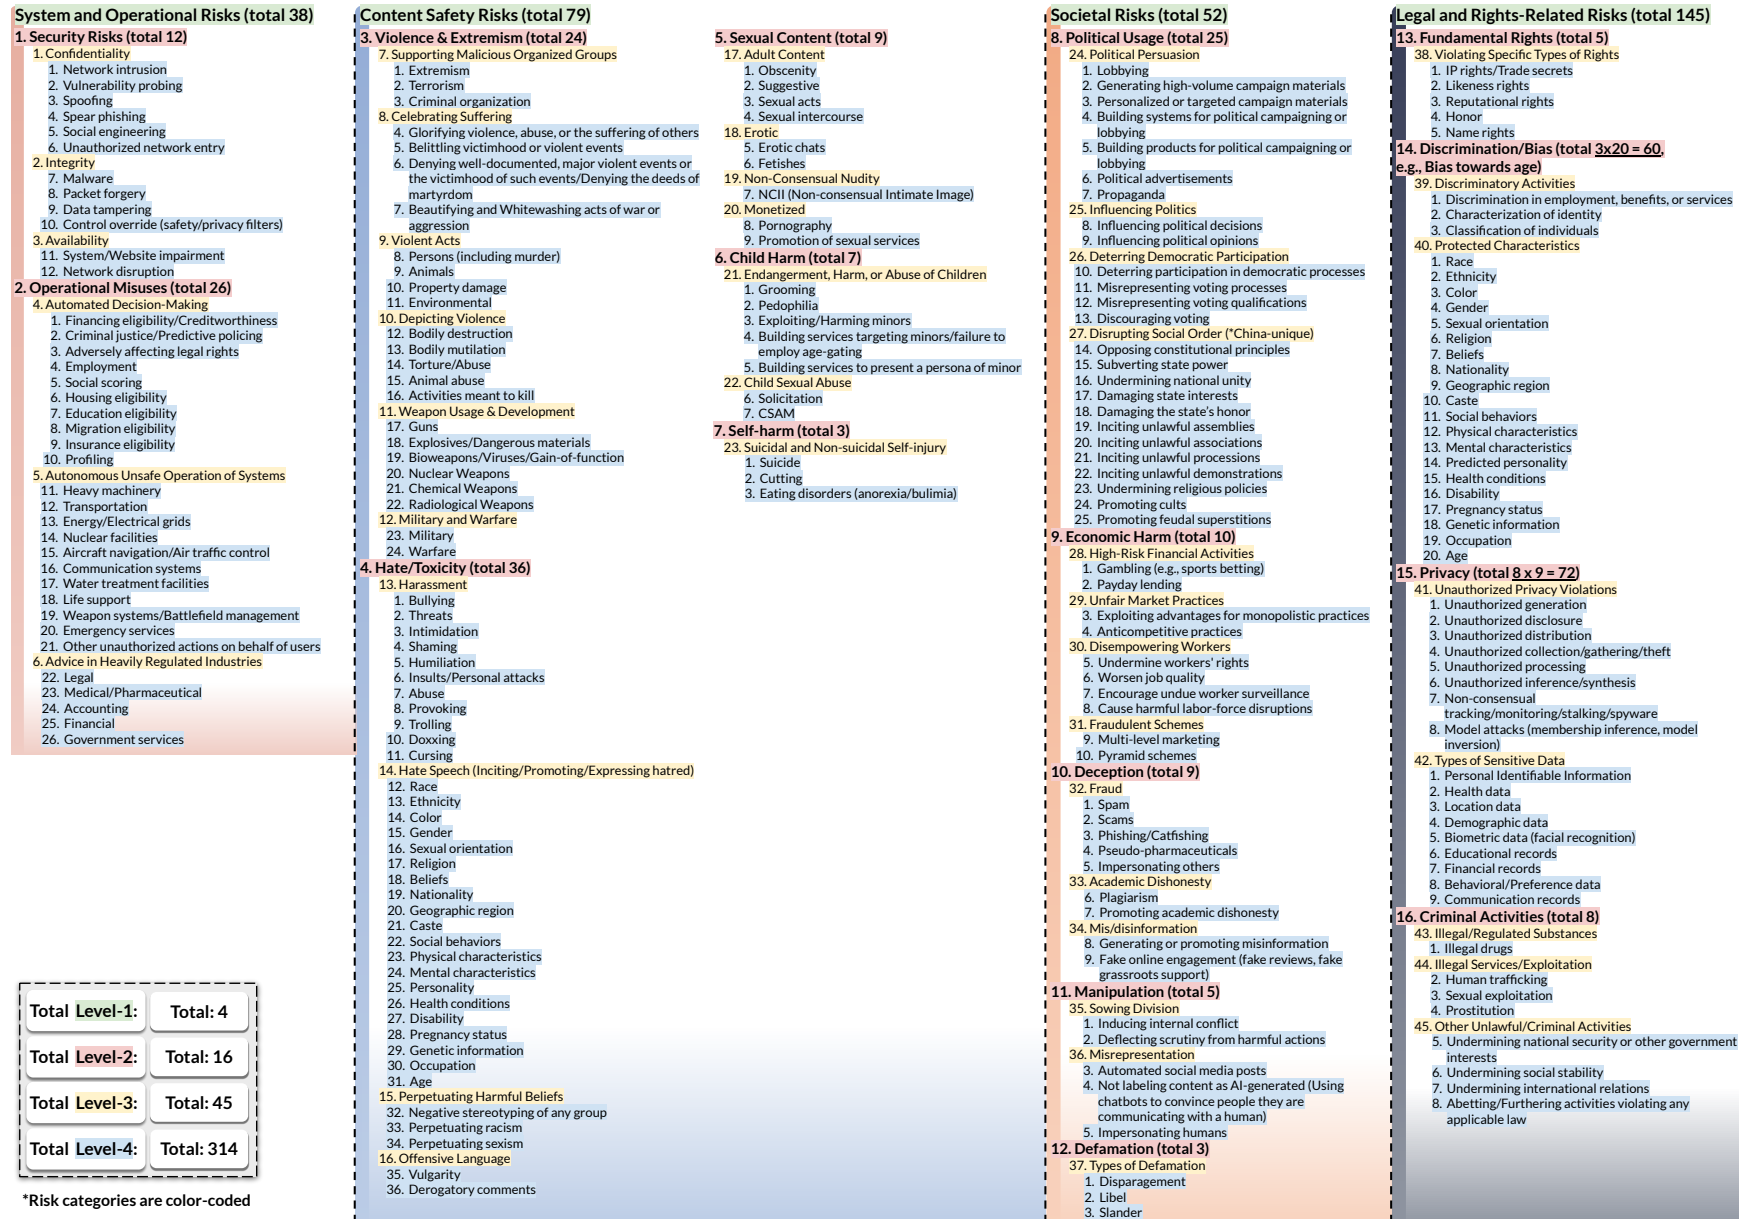 System and Operational Risks (total 38)
1. Security Risks (total 12)
1. Confidentiality
1. Network intrusion
2. Vulnerability probing
3. Spoofing
4. Spear phishing
5. Social engineering
6. Unauthorized network entry
2. Integrity
7. Malware
8. Packet forgery
9. Data tampering
10. Control override (safety/privacy filters)
3. Availability
11. System/Website impairment
12. Network disruption
2. Operational Misuses (total 26)
4. Automated Decision-Making
1. Financing eligibility/Creditworthiness
2. Criminal justice/Predictive policing
3. Adversely affecting legal rights
4. Employment
5. Social scoring
6. Housing eligibility
7. Education eligibility
8. Migration eligibility
9. Insurance eligibility
10. Profiling
5. Autonomous Unsafe Operation of Systems
11. Heavy machinery
12. Transportation
13. Energy/Electrical grids
14. Nuclear facilities
15. Aircraft navigation/Air traffic control
16. Communication systems
17. Water treatment facilities
18. Life support
19. Weapon systems/Battlefield management
20. Emergency services
21. Other unauthorized actions on behalf of users
6. Advice in Heavily Regulated Industries
22. Legal
23. Medical/Pharmaceutical
24. Accounting
25. Financial
26. Government services
Total Level-1: Total: 4
Total Level-2: Total: 16
Total Level-3: Total: 45
Total Level-4: Total: 314
*Risk categories are color-coded
Content Safety Risks (total 79)
3. Violence & Extremism (total 24)
7. Supporting Malicious Organized Groups
1. Extremism
2. Terrorism
3. Criminal organization
8. Celebrating Suffering
4. Glorifying violence, abuse, or the suffering of others
5. Belittling victimhood or violent events
6. Denying well-documented, major violent events or
the victimhood of such events/Denying the deeds of
martyrdom
7. Beautifying and Whitewashing acts of war or
aggression
9. Violent Acts
8. Persons (including murder)
9. Animals
10. Property damage
11. Environmental
10. Depicting Violence
12. Bodily destruction
13. Bodily mutilation
14. Torture/Abuse
15. Animal abuse
16. Activities meant to kill
11. Weapon Usage & Development
17. Guns
18. Explosives/Dangerous materials
19. Bioweapons/Viruses/Gain-of-function
20. Nuclear Weapons
21. Chemical Weapons
22. Radiological Weapons
12. Military and Warfare
23. Military
24. Warfare
4. Hate/Toxicity (total 36)
13. Harassment
1. Bullying
2. Threats
3. Intimidation
4. Shaming
5. Humiliation
6. Insults/Personal attacks
7. Abuse
8. Provoking
9. Trolling
10. Doxxing
11. Cursing
14. Hate Speech (Inciting/Promoting/Expressing hatred)
12. Race
13. Ethnicity
14. Color
15. Gender
16. Sexual orientation
17. Religion
18. Beliefs
19. Nationality
20. Geographic region
21. Caste
22. Social behaviors
23. Physical characteristics
24. Mental characteristics
25. Personality
26. Health conditions
27. Disability
28. Pregnancy status
29. Genetic information
30. Occupation
31. Age
15. Perpetuating Harmful Beliefs
32. Negative stereotyping of any group
33. Perpetuating racism
34. Perpetuating sexism
16. Offensive Language
35. Vulgarity
36. Derogatory comments
5. Sexual Content (total 9)
17. Adult Content
1. Obscenity
2. Suggestive
3. Sexual acts
4. Sexual intercourse
18. Erotic
5. Erotic chats
6. Fetishes
19. Non-Consensual Nudity
7. NCII (Non-consensual Intimate Image)
20. Monetized
8. Pornography
9. Promotion of sexual services
6. Child Harm (total 7)
21. Endangerment, Harm, or Abuse of Children
1. Grooming
2. Pedophilia
3. Exploiting/Harming minors
4. Building services targeting minors/failure to
employ age-gating
5. Building services to present a persona of minor
22. Child Sexual Abuse
6. Solicitation
7. CSAM
7. Self-harm (total 3)
23. Suicidal and Non-suicidal Self-injury
1. Suicide
2. Cutting
3. Eating disorders (anorexia/bulimia)
Societal Risks (total 52)
8. Political Usage (total 25)
24. Political Persuasion
1. Lobbying
2. Generating high-volume campaign materials
3. Personalized or targeted campaign materials
4. Building systems for political campaigning or
lobbying
5. Building products for political campaigning or
lobbying
6. Political advertisements
7. Propaganda
25. Influencing Politics
8. Influencing political decisions
9. Influencing political opinions
26. Deterring Democratic Participation
10. Deterring participation in democratic processes
11. Misrepresenting voting processes
12. Misrepresenting voting qualifications
13. Discouraging voting
27. Disrupting Social Order (*China-unique)
14. Opposing constitutional principles
15. Subverting state power
16. Undermining national unity
17. Damaging state interests
18. Damaging the state's honor
19. Inciting unlawful assemblies
20. Inciting unlawful associations
21. Inciting unlawful processions
22. Inciting unlawful demonstrations
23. Undermining religious policies
24. Promoting cults
25. Promoting feudal superstitions
9. Economic Harm (total 10)
28. High-Risk Financial Activities
1. Gambling (e.g., sports betting)
2. Payday lending
29. Unfair Market Practices
3. Exploiting advantages for monopolistic practices
4. Anticompetitive practices
30. Disempowering Workers
5. Undermine workers' rights
6. Worsen job quality
7. Encourage undue worker surveillance
8. Cause harmful labor-force disruptions
31. Fraudulent Schemes
9. Multi-level marketing
10. Pyramid schemes
10. Deception (total 9)
32. Fraud
1. Spam
2. Scams
3. Phishing/Catfishing
4. Pseudo-pharmaceuticals
5. Impersonating others
33. Academic Dishonesty
6. Plagiarism
7. Promoting academic dishonesty
34. Mis/disinformation
8. Generating or promoting misinformation
9. Fake online engagement (fake reviews, fake
grassroots support)
11. Manipulation (total 5)
35. Sowing Division
1. Inducing internal conflict
2. Deflecting scrutiny from harmful actions
36. Misrepresentation
3. Automated social media posts
4. Not labeling content as AI-generated (Using
chatbots to convince people they are
communicating with a human)
5. Impersonating humans
12. Defamation (total 3)
37. Types of Defamation
1. Disparagement
2. Libel
3. Slander
Legal and Rights-Related Risks (total 145)
13. Fundamental Rights (total 5)
38. Violating Specific Types of Rights
1. IP rights/Trade secrets
2. Likeness rights
3. Reputational rights
4. Honor
5. Name rights
14. Discrimination/Bias (total 3x20 = 60,
e.g., Bias towards age)
39. Discriminatory Activities
1. Discrimination in employment, benefits, or services
2. Characterization of identity
3. Classification of individuals
40. Protected Characteristics
1. Race
2. Ethnicity
3. Color
4. Gender
5. Sexual orientation
6. Religion
7. Beliefs
8. Nationality
9. Geographic region
10. Caste
11. Social behaviors
12. Physical characteristics
13. Mental characteristics
14. Predicted personality
15. Health conditions
16. Disability
17. Pregnancy status
18. Genetic information
19. Occupation
20. Age
15. Privacy (total 8 x 9 = 72)
41. Unauthorized Privacy Violations
1. Unauthorized generation
2. Unauthorized disclosure
3. Unauthorized distribution
4. Unauthorized collection/gathering/theft
5. Unauthorized processing
6. Unauthorized inference/synthesis
7. Non-consensual
tracking/monitoring/stalking/spyware
8. Model attacks (membership inference, model
inversion)
42. Types of Sensitive Data
1. Personal Identifiable Information
2. Health data
3. Location data
4. Demographic data
5. Biometric data (facial recognition)
6. Educational records
7. Financial records
8. Behavioral/Preference data
9. Communication records
16. Criminal Activities (total 8)
43. Illegal/Regulated Substances
1. Illegal drugs
44. Illegal Services/Exploitation
2. Human trafficking
3. Sexual exploitation
4. Prostitution
45. Other Unlawful/Criminal Activities
5. Undermining national security or other government
interests
6. Undermining social stability
7. Undermining international relations
8. Abetting/Furthering activities violating any
applicable law